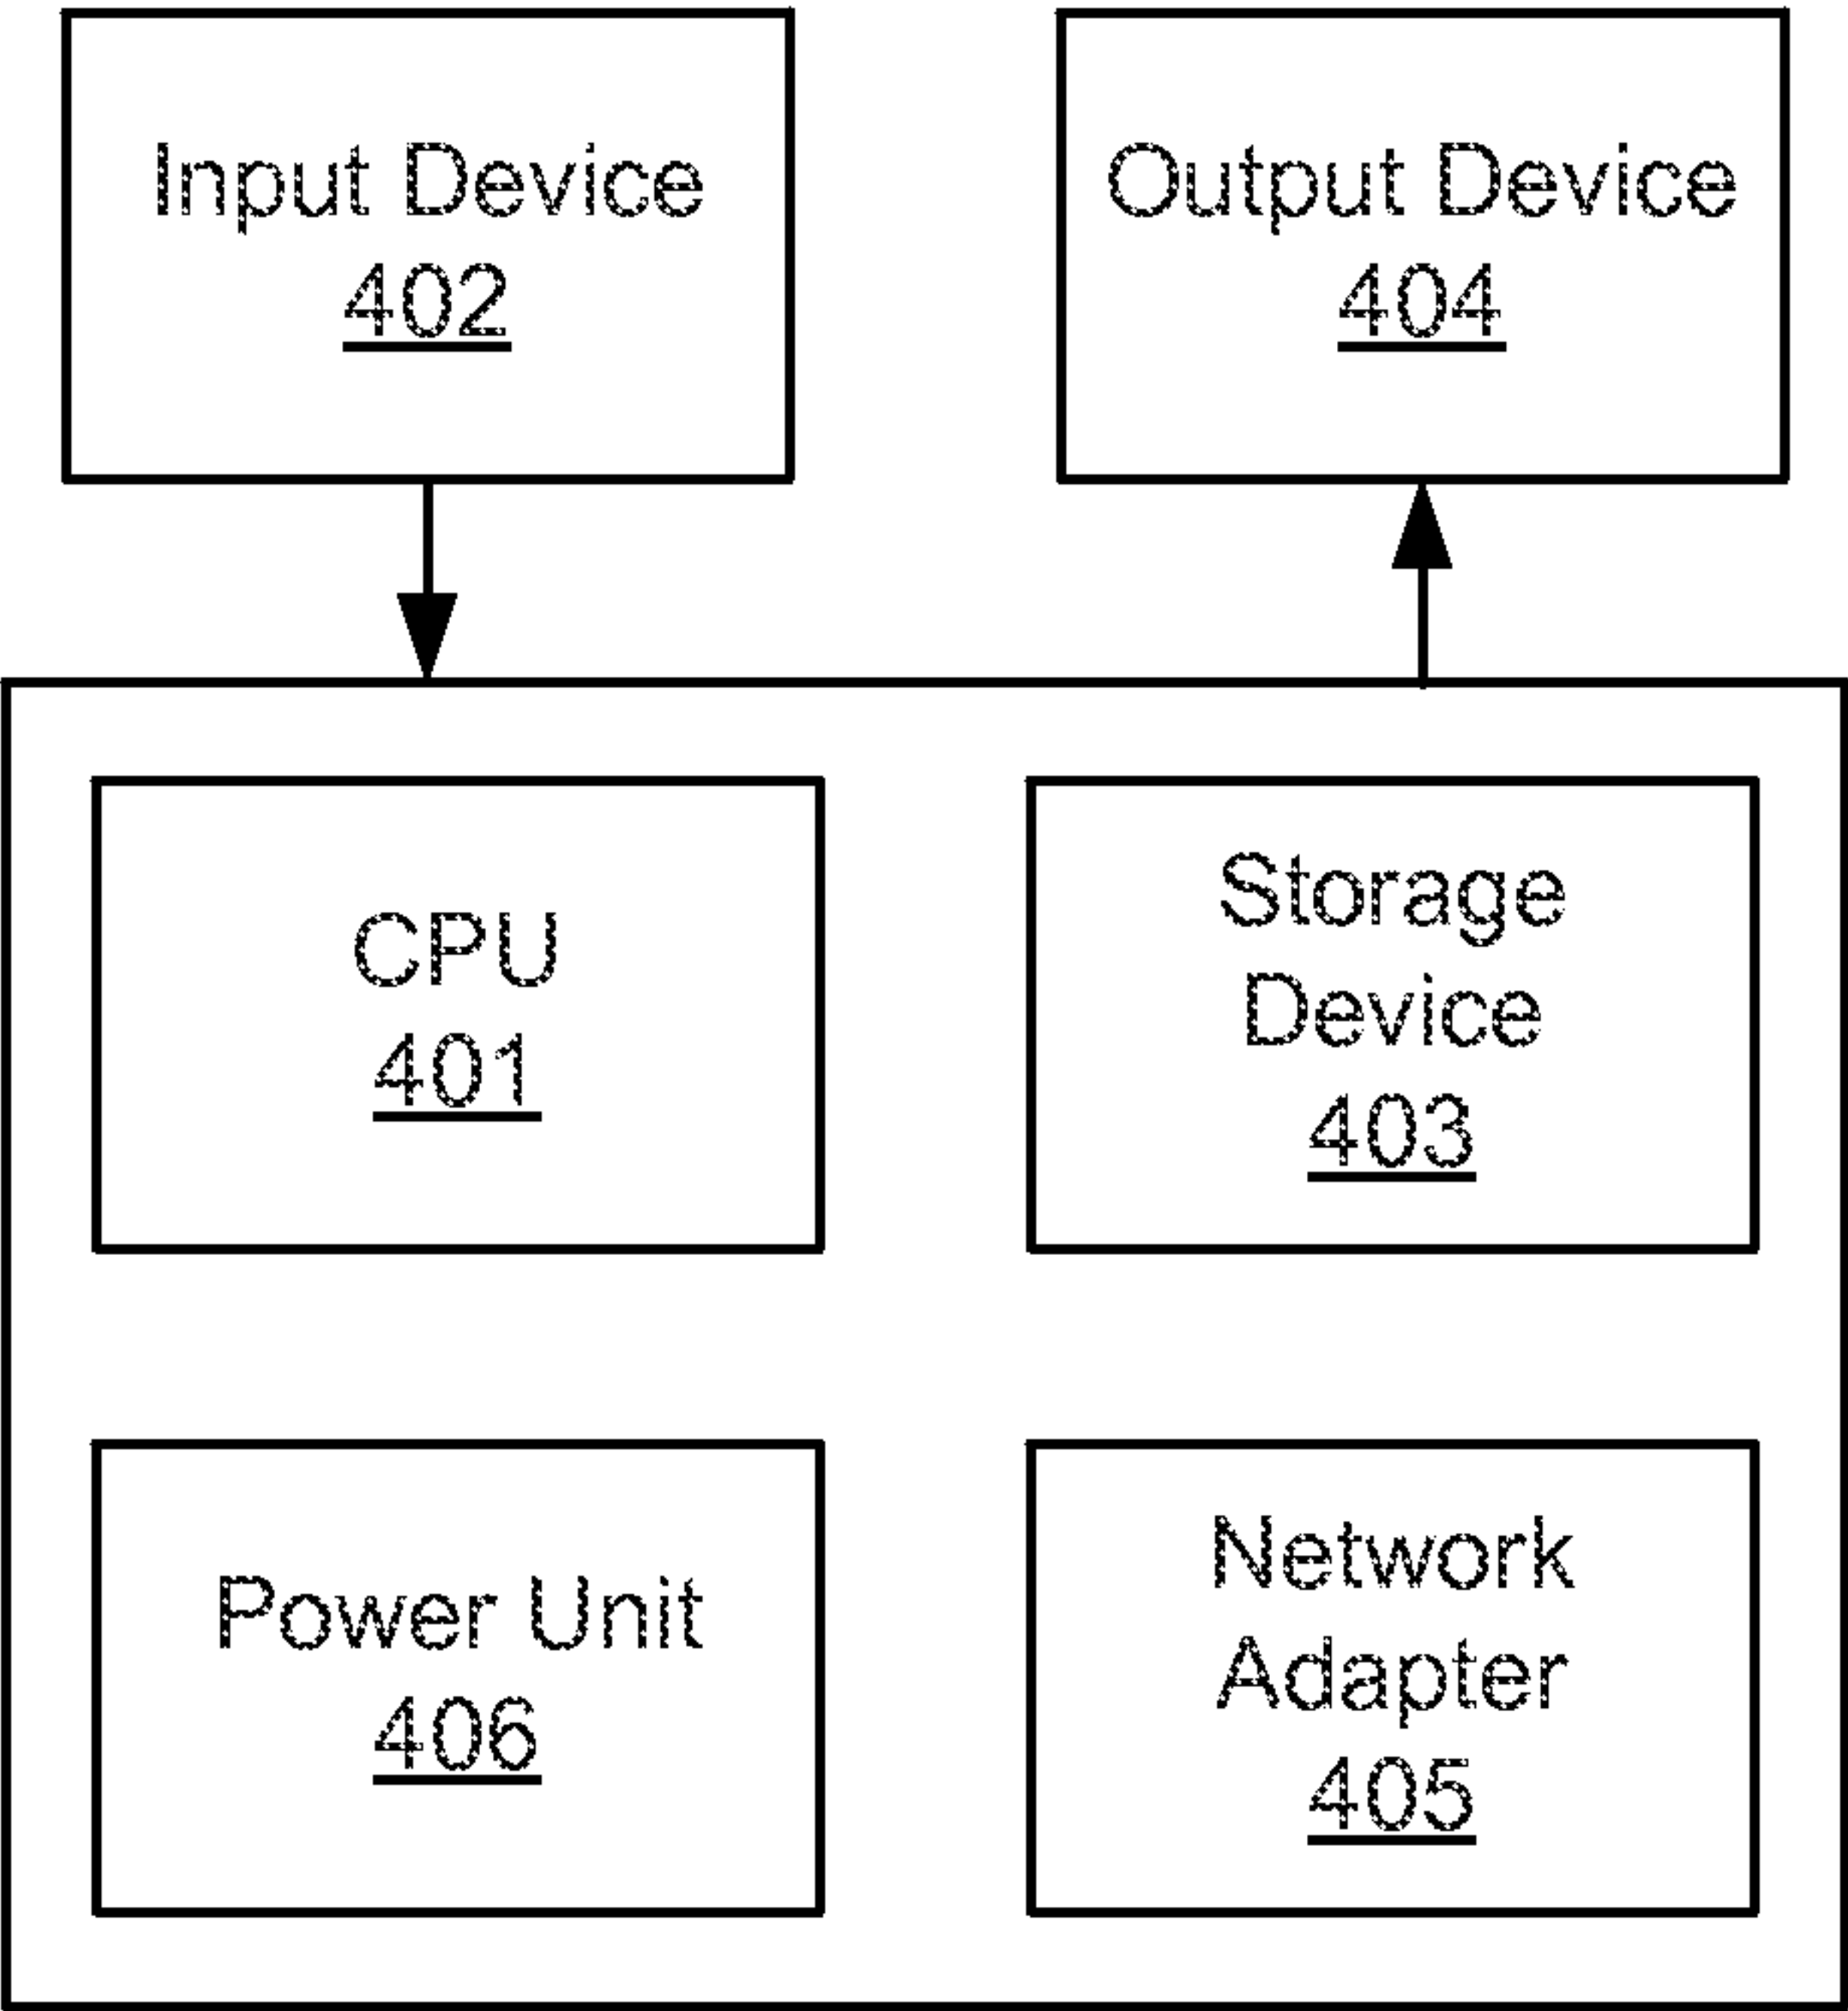 Input Device
402
Output Device
404
CPU
401
Storage
Device
403
Power Unit
406
Network
Adapter
405